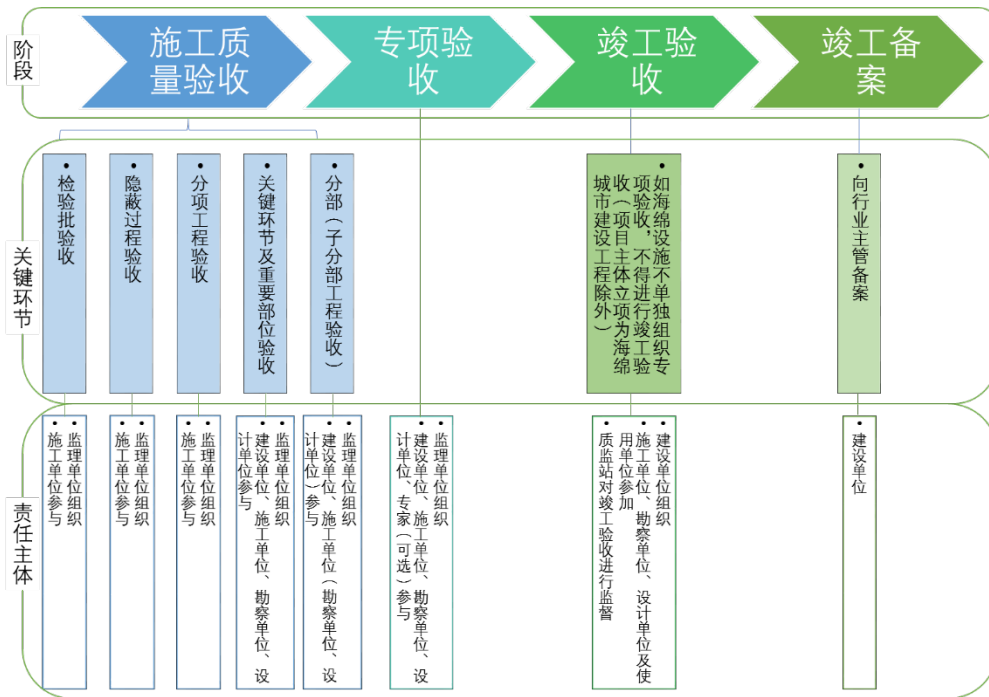 阶段
施工质
量验收
专项验
收
竣工验
收
竣工备
案
关键环节
• 检验批验收
• 隐蔽过程验收
• 分项工程验收
• 关键环节及重要部位验收
• 分部（子分部工程验收）
• 如海绵设施不单独组织专
项验收，不得进行竣工验
收（项目主体立项为海绵
城市建设工程除外）
• 向行业主管备案
责任主体
• 监理单位组织
• 施工单位参与
• 监理单位组织
• 施工单位参与
• 监理单位组织
• 施工单位参与
• 监理单位组织
• 建设单位、施工单位、勘察单位、设
计单位参与
• 监理单位组织
• 建设单位、施工单位（勘察单位、设
计单位）参与
• 监理单位组织
• 建设单位、施工单位、勘察单位、设
计单位、专家（可选）参与
• 建设单位组织
• 施工单位、勘察单位、设计单位及使
用单位参加
• 质监站对竣工验收进行监督
• 建设单位